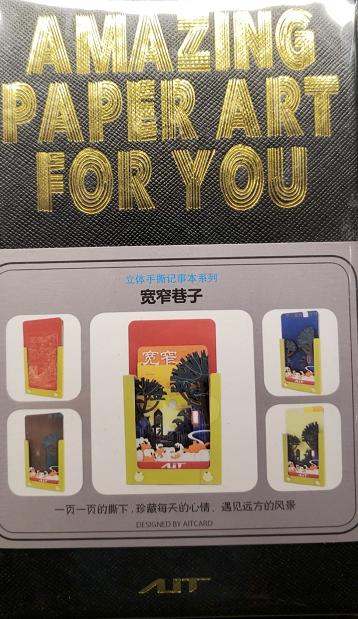 AMAZING
PAPER ART
FOR YOU
立体手撕记事本系列
宽窄巷子
宽窄
AIT
一页一页的撕下,珍藏每天的心情、遇见远方的风景
DESIGNED BY AITCARD
AIT